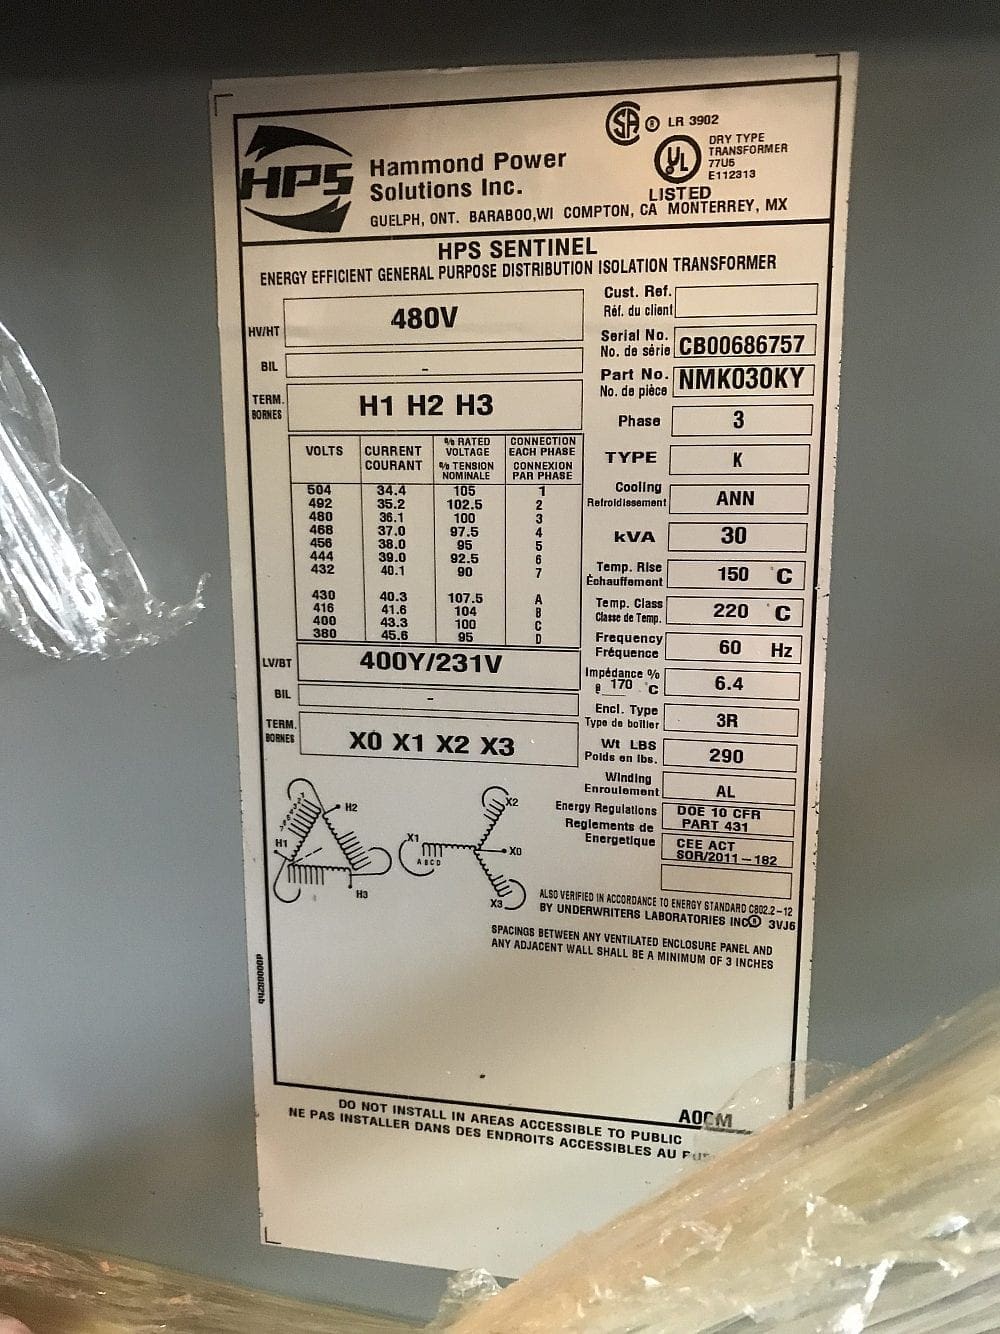 HPS
Hammond Power
Solutions Inc.
SA ® LR 3902
UL
DRY TYPE
TRANSFORMER
77U5
E112313
LISTED
GUELPH, ONT. BARABOO,WI COMPTON, CA MONTERREY, MX
HPS SENTINEL
ENERGY EFFICIENT GENERAL PURPOSE DISTRIBUTION ISOLATION TRANSFORMER
HV/HT 480V
BIL -
TERM.
BORNES
H1 H2 H3
VOLTS
CURRENT
COURANT
% RATED
VOLTAGE
% TENSION
NOMINALE
CONNECTION
EACH PHASE
CONNEXION
PAR PHASE
504 34.4 105 1
492 35.2 102.5 2
480 36.1 100 3
468 37.0 97.5 4
456 38.0 95 5
444 39.0 92.5 6
432 40.1 90 7
430 40.3 107.5 A
416 41.6 104 B
400 43.3 100 C
380 45.6 95 D
LV/BT 400Y/231V
BIL -
TERM.
BORNES
X0 X1 X2 X3
Cust. Ref.
Réf. du client
Serial No.
No. de série
CB00686757
Part No.
No. de pièce
NMK030KY
Phase 3
TYPE K
Cooling
Refroidissement
ANN
kVA 30
Temp. Rise
Échauffement
150 °C
Temp. Class
Classe de Temp.
220 °C
Frequency
Fréquence
60 Hz
Impédance %
@ 170 °C
6.4
Encl. Type
Type de boîtier
3R
Wt LBS
Poids en lbs.
290
Winding
Enroulement
AL
Energy Regulations
Reglements de
Energetique
DOE 10 CFR
PART 431
CEE ACT
SOR/2011-182
H2
H1
H3
X2
X1
X0
A B C D
X3
ALSO VERIFIED IN ACCORDANCE TO ENERGY STANDARD C802.2-12
BY UNDERWRITERS LABORATORIES INC® 3VJ6
SPACINGS BETWEEN ANY VENTILATED ENCLOSURE PANEL AND
ANY ADJACENT WALL SHALL BE A MINIMUM OF 3 INCHES
DO NOT INSTALL IN AREAS ACCESSIBLE TO PUBLIC
NE PAS INSTALLER DANS DES ENDROITS ACCESSIBLES AU